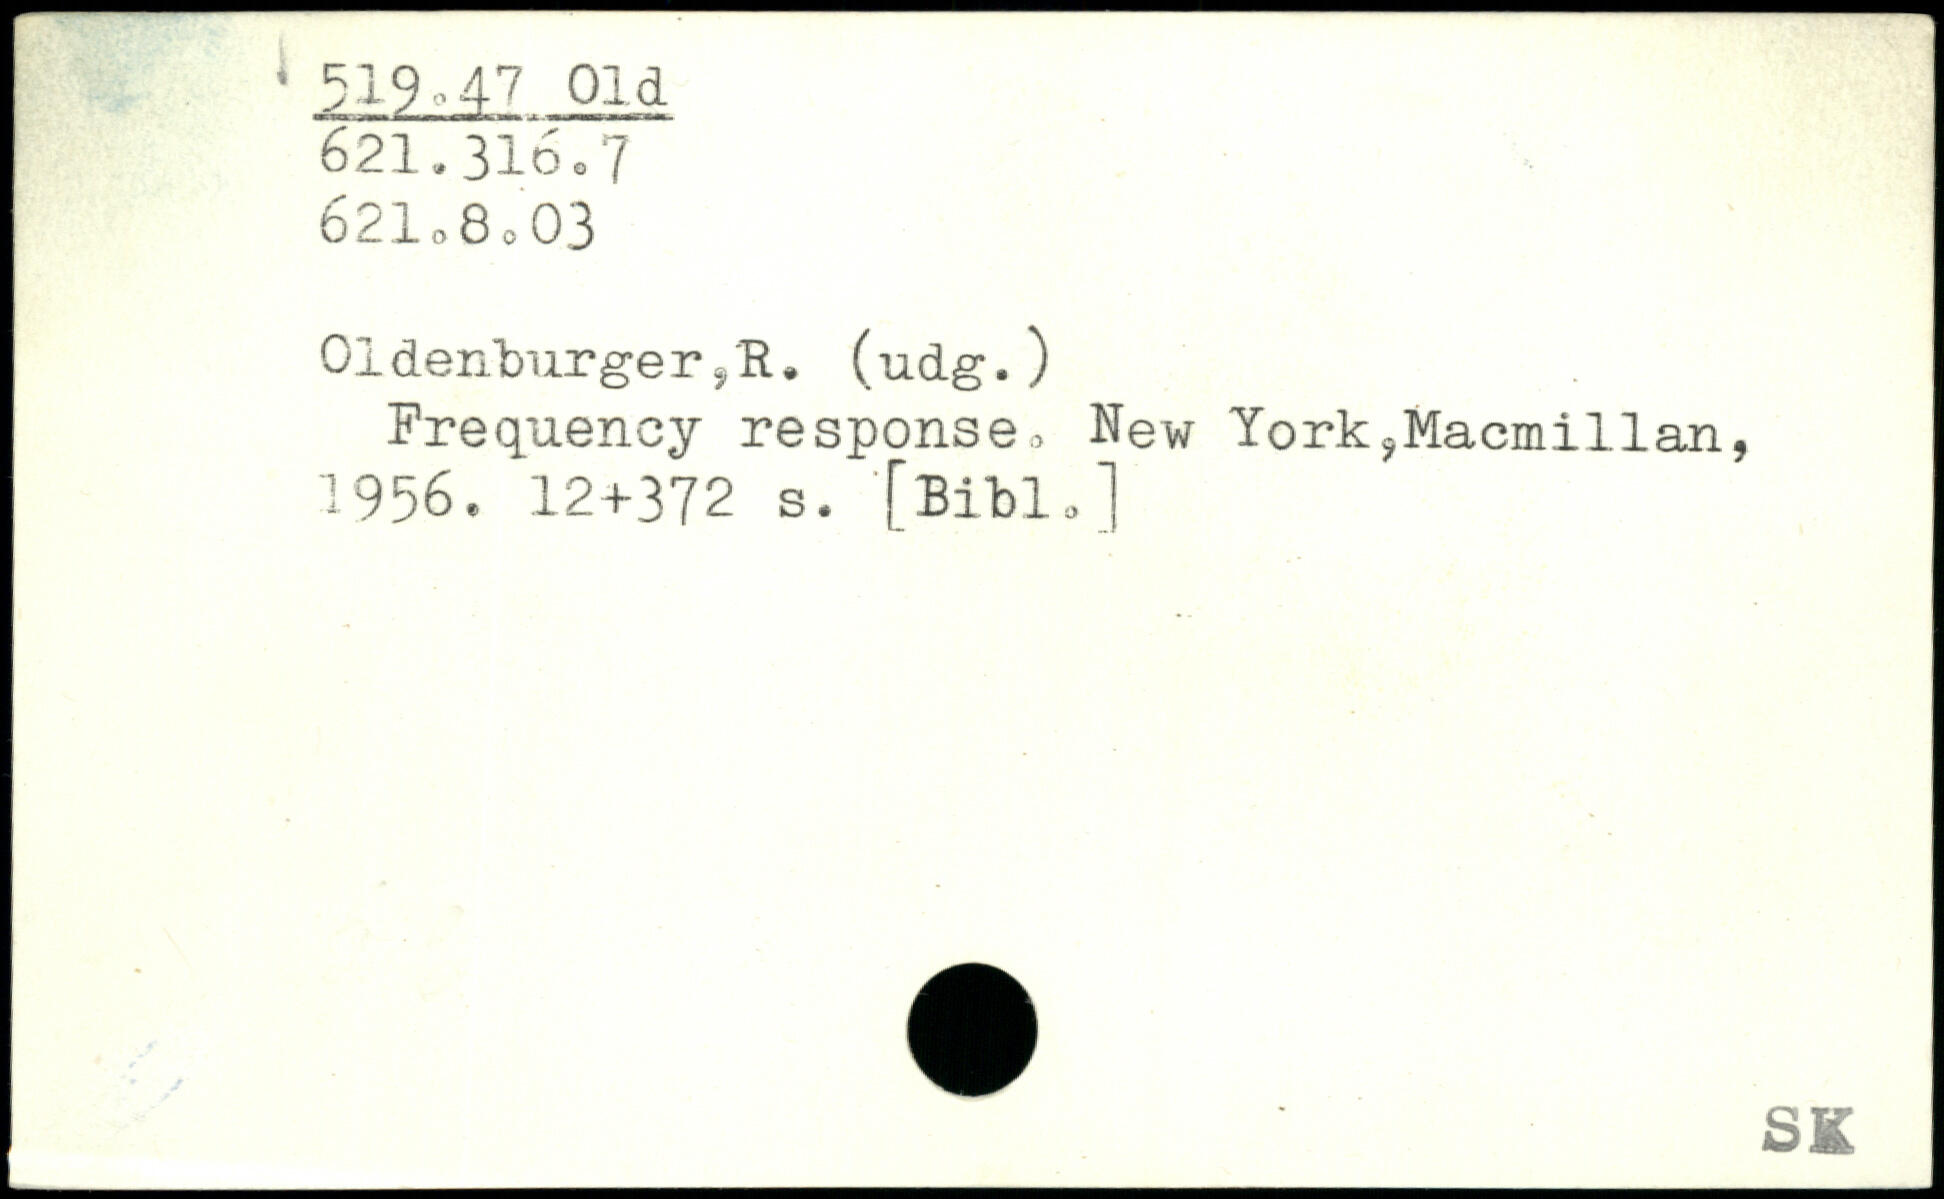 519.47 Old
621.316.7
621.8.03
Oldenburger,R. (udg.)
Frequency response. New York,Macmillan,
1956. 12+372 s. [Bibl.]
SK